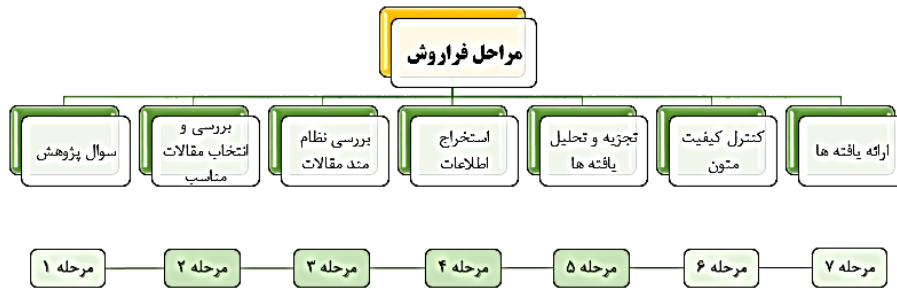 مراحل فراروش
سوال پژوهش
بررسی و
انتخاب مقالات
مناسب
بررسی نظام
مند مقالات
استخراج
اطلاعات
تجزیه و تحلیل
یافته ها
کنترل کیفیت
متون
ارائه یافته ها
مرحله ۱
مرحله ۲
مرحله ۳
مرحله ۴
مرحله ۵
مرحله ۶
مرحله ۷